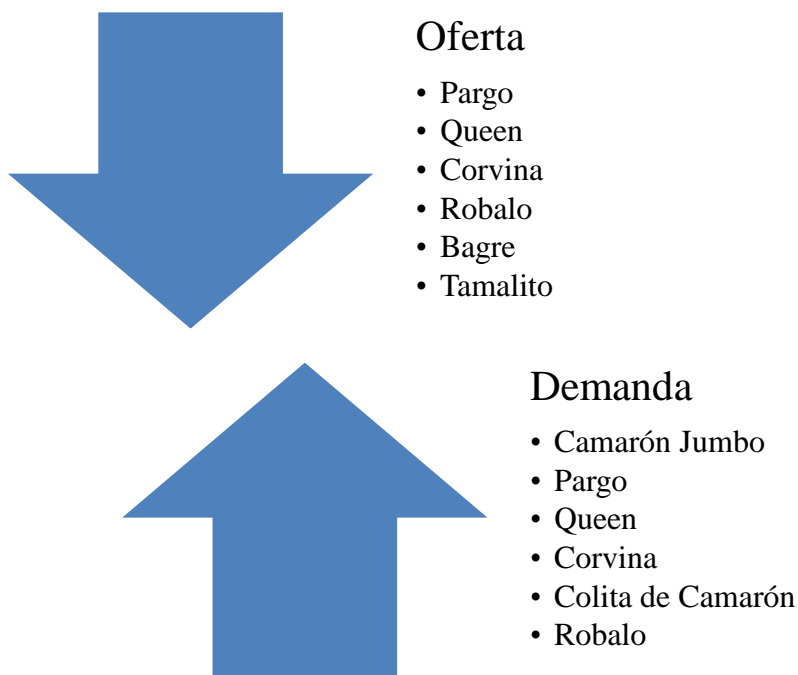 Oferta
• Pargo
• Queen
• Corvina
• Robalo
• Bagre
• Tamalito
Demanda
• Camarón Jumbo
• Pargo
• Queen
• Corvina
• Colita de Camarón
• Robalo